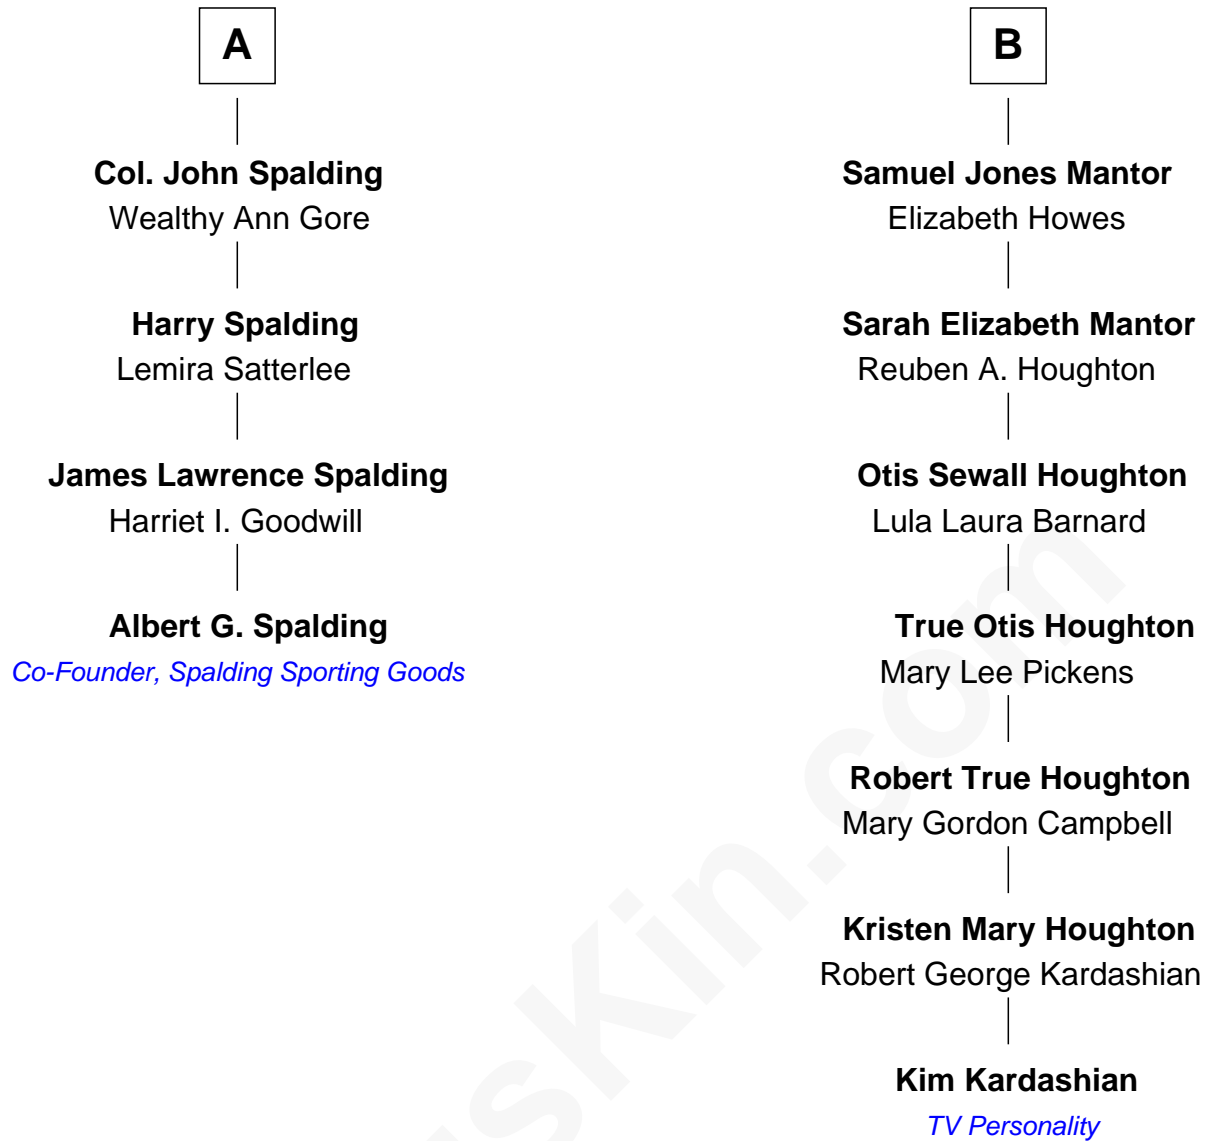 A
Col. John Spalding
Wealthy Ann Gore
Harry Spalding
Lemira Satterlee
James Lawrence Spalding
Harriet I. Goodwill
Albert G. Spalding
Co-Founder, Spalding Sporting Goods
B
Samuel Jones Mantor
Elizabeth Howes
Sarah Elizabeth Mantor
Reuben A. Houghton
Otis Sewall Houghton
Lula Laura Barnard
True Otis Houghton
Mary Lee Pickens
Robert True Houghton
Mary Gordon Campbell
Kristen Mary Houghton
Robert George Kardashian
Kim Kardashian
TV Personality
usKin.com